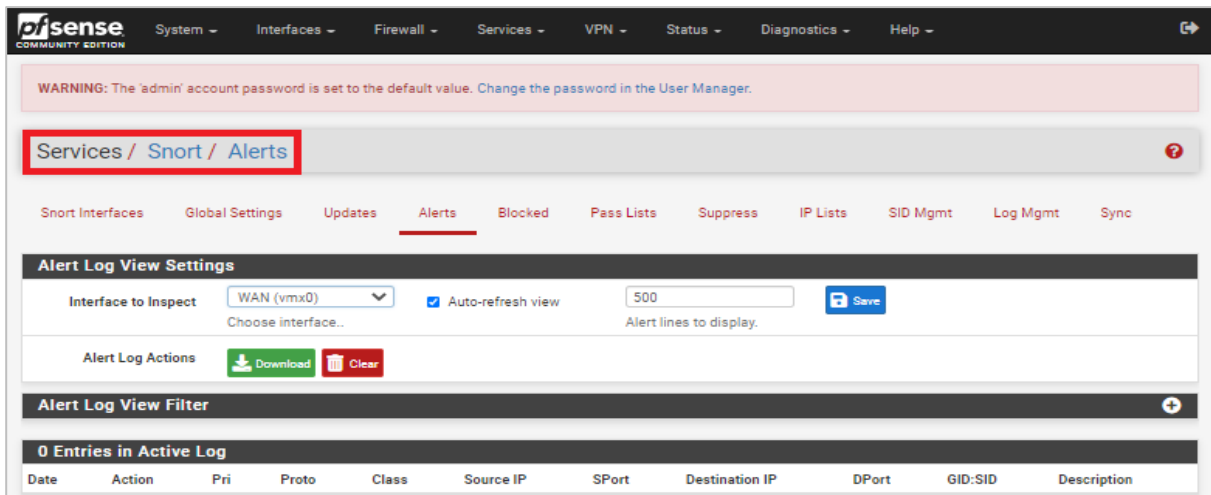 pfsense System Interfaces Firewall Services VPN Status Diagnostics Help
COMMUNITY EDITION
WARNING: The 'admin' account password is set to the default value. Change the password in the User Manager.
Services / Snort / Alerts
Snort Interfaces Global Settings Updates Alerts Blocked Pass Lists Suppress IP Lists SID Mgmt Log Mgmt Sync
Alert Log View Settings
Interface to Inspect WAN (vmx0) Auto-refresh view 500 Save
Choose interface.. Alert lines to display.
Alert Log Actions Download Clear
Alert Log View Filter
0 Entries in Active Log
Date Action Pri Proto Class Source IP SPort Destination IP DPort GID:SID Description